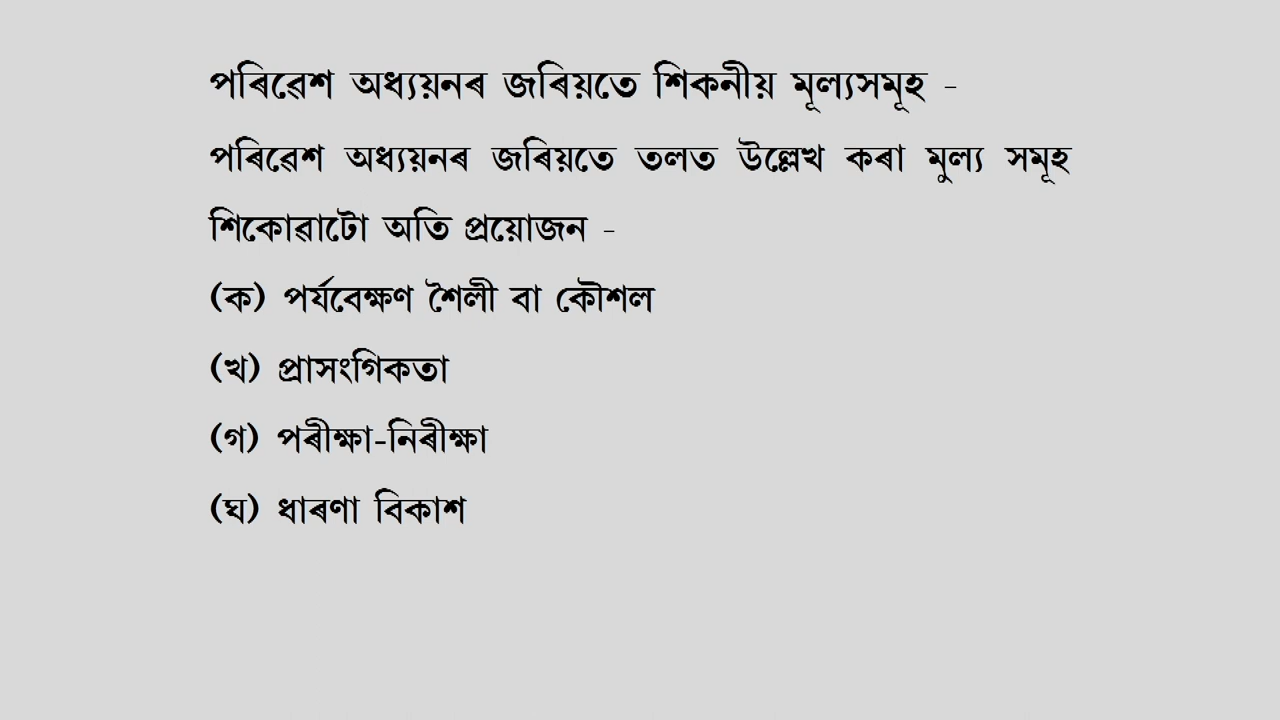 পৰিৱেশ অধ্যয়নৰ জৰিয়তে শিকনীয় মূল্যসমূহ -
পৰিৱেশ অধ্যয়নৰ জৰিয়তে তলত উল্লেখ কৰা মুল্য সমূহ
শিকোৱাটো অতি প্ৰয়োজন -
(ক) পৰ্যবেক্ষণ শৈলী বা কৌশল
(খ) প্ৰাসংগিকতা
(গ) পৰীক্ষা-নিৰীক্ষা
(ঘ) ধাৰণা বিকাশ